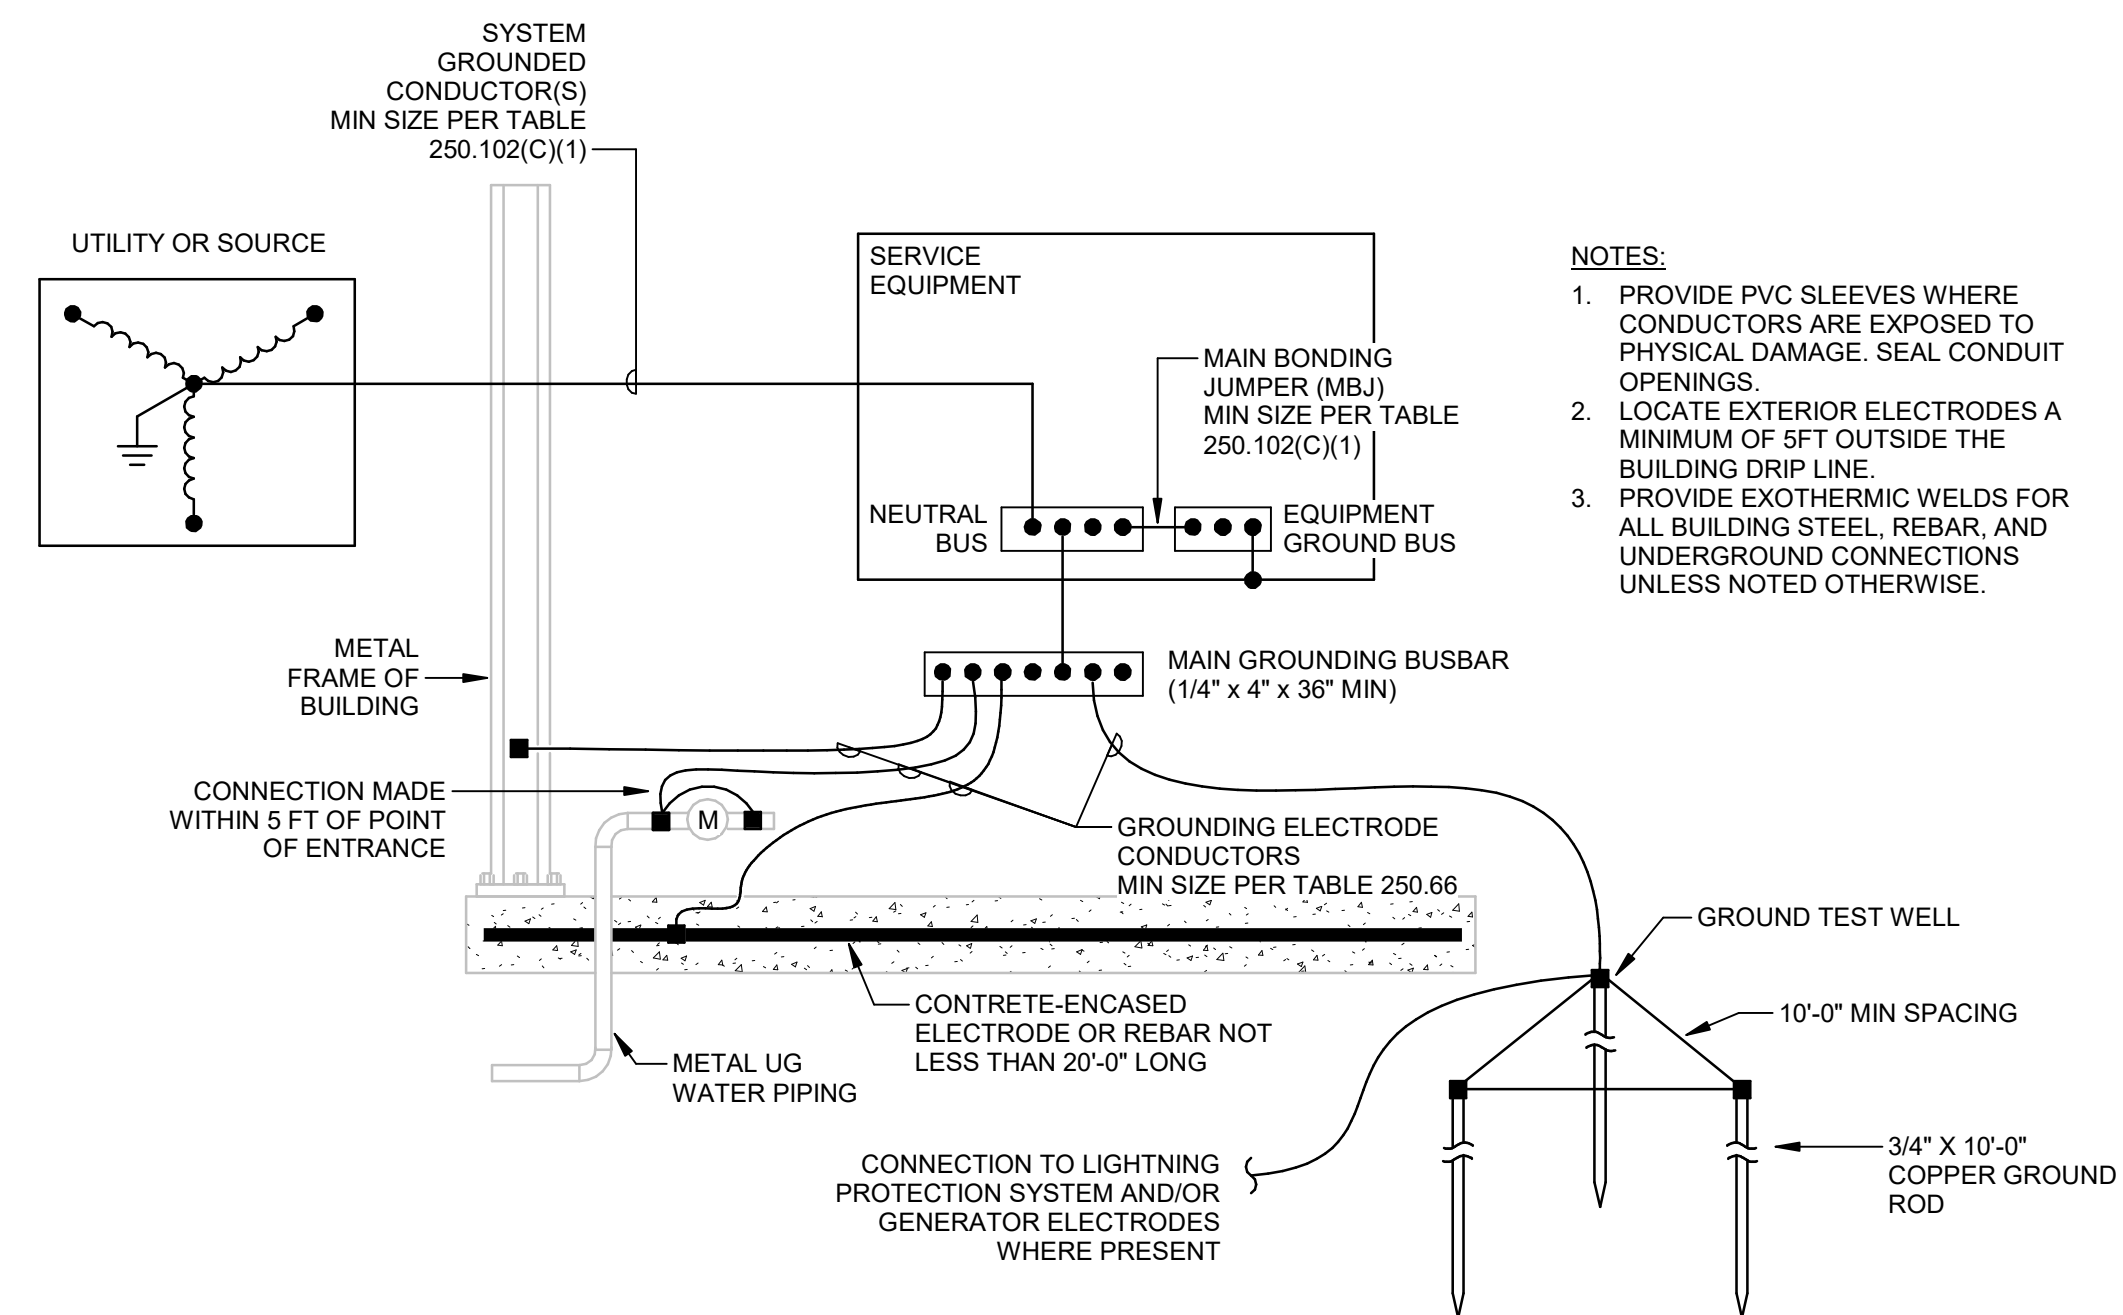 SYSTEM
GROUNDED
CONDUCTOR(S)
MIN SIZE PER TABLE
250.102(C)(1)
UTILITY OR SOURCE
SERVICE
EQUIPMENT
MAIN BONDING
JUMPER (MBJ)
MIN SIZE PER TABLE
250.102(C)(1)
NEUTRAL
BUS
EQUIPMENT
GROUND BUS
NOTES:
1. PROVIDE PVC SLEEVES WHERE
CONDUCTORS ARE EXPOSED TO
PHYSICAL DAMAGE. SEAL CONDUIT
OPENINGS.
2. LOCATE EXTERIOR ELECTRODES A
MINIMUM OF 5FT OUTSIDE THE
BUILDING DRIP LINE.
3. PROVIDE EXOTHERMIC WELDS FOR
ALL BUILDING STEEL, REBAR, AND
UNDERGROUND CONNECTIONS
UNLESS NOTED OTHERWISE.
METAL
FRAME OF
BUILDING
MAIN GROUNDING BUSBAR
(1/4" x 4" x 36" MIN)
CONNECTION MADE
WITHIN 5 FT OF POINT
OF ENTRANCE
M
GROUNDING ELECTRODE
CONDUCTORS
MIN SIZE PER TABLE 250.66
GROUND TEST WELL
CONTRETE-ENCASED
ELECTRODE OR REBAR NOT
LESS THAN 20'-0" LONG
10'-0" MIN SPACING
METAL UG
WATER PIPING
CONNECTION TO LIGHTNING
PROTECTION SYSTEM AND/OR
GENERATOR ELECTRODES
WHERE PRESENT
3/4" X 10'-0"
COPPER GROUND
ROD